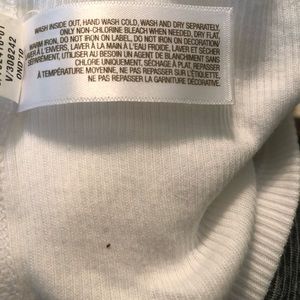 WASH INSIDE OUT, HAND WASH COLD, WASH AND DRY SEPARATELY,
ONLY NON-CHLORINE BLEACH WHEN NEEDED, DRY FLAT,
WARM IRON, DO NOT IRON ON LABEL, DO NOT IRON ON DECORATION/
LAVER À L'ENVERS, LAVER À LA MAIN À L'EAU FROIDE, LAVER ET SÉCHER
SÉPARÉMENT, UTILISER AU BESOIN UN AGENT DE BLANCHIMENT SANS
CHLORE UNIQUEMENT, SÉCHAGE À PLAT, REPASSER
À TEMPÉRATURE MOYENNE, NE PAS REPASSER SUR L'ÉTIQUETTE,
NE PAS REPASSER DÉCORATION
V/308242